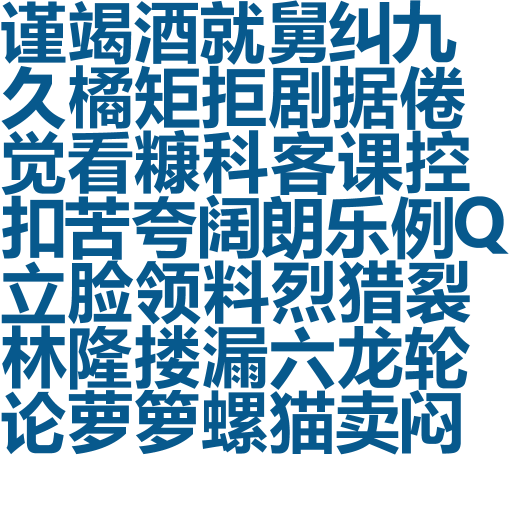 谨竭酒就舅纠九
久橘矩拒剧据倦
觉看糠科客课控
扣苦夸阔朗乐例Q
立脸领料烈猎裂
林隆搂漏六龙轮
论萝箩螺猫卖闷